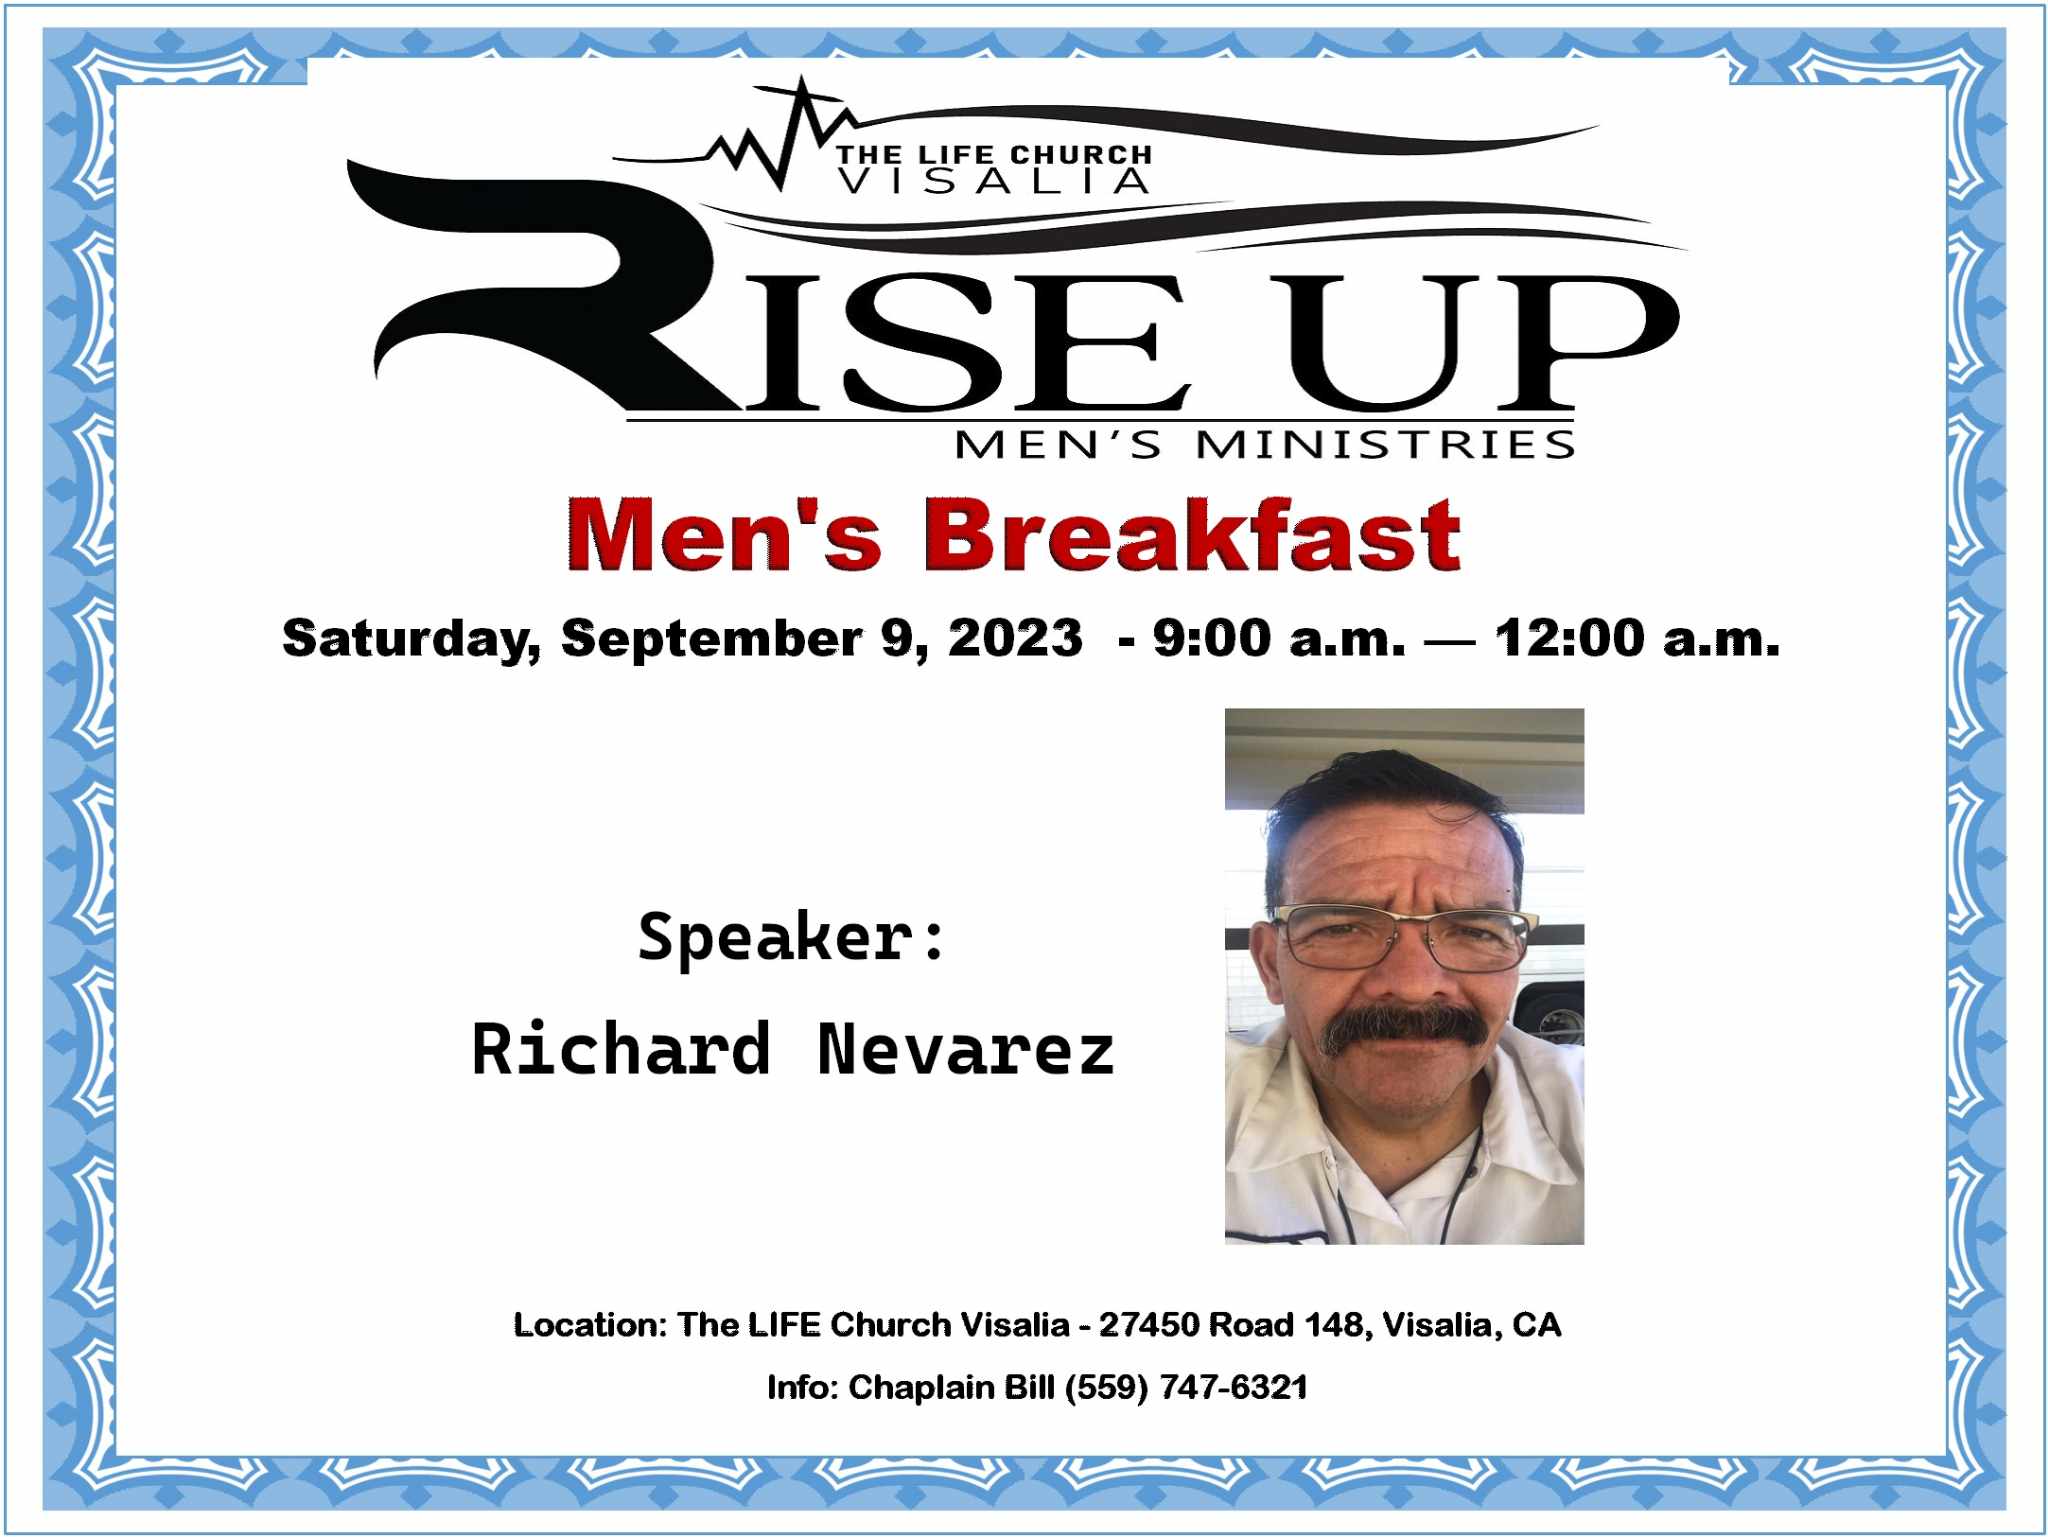 THE LIFE CHURCH
VISALIA
RISE UP
MEN'S MINISTRIES
Men's Breakfast
Saturday, September 9, 2023 - 9:00 a.m. — 12:00 a.m.
Speaker:
Richard Nevarez
Location: The LIFE Church Visalia - 27450 Road 148, Visalia, CA
Info: Chaplain Bill (559) 747-6321